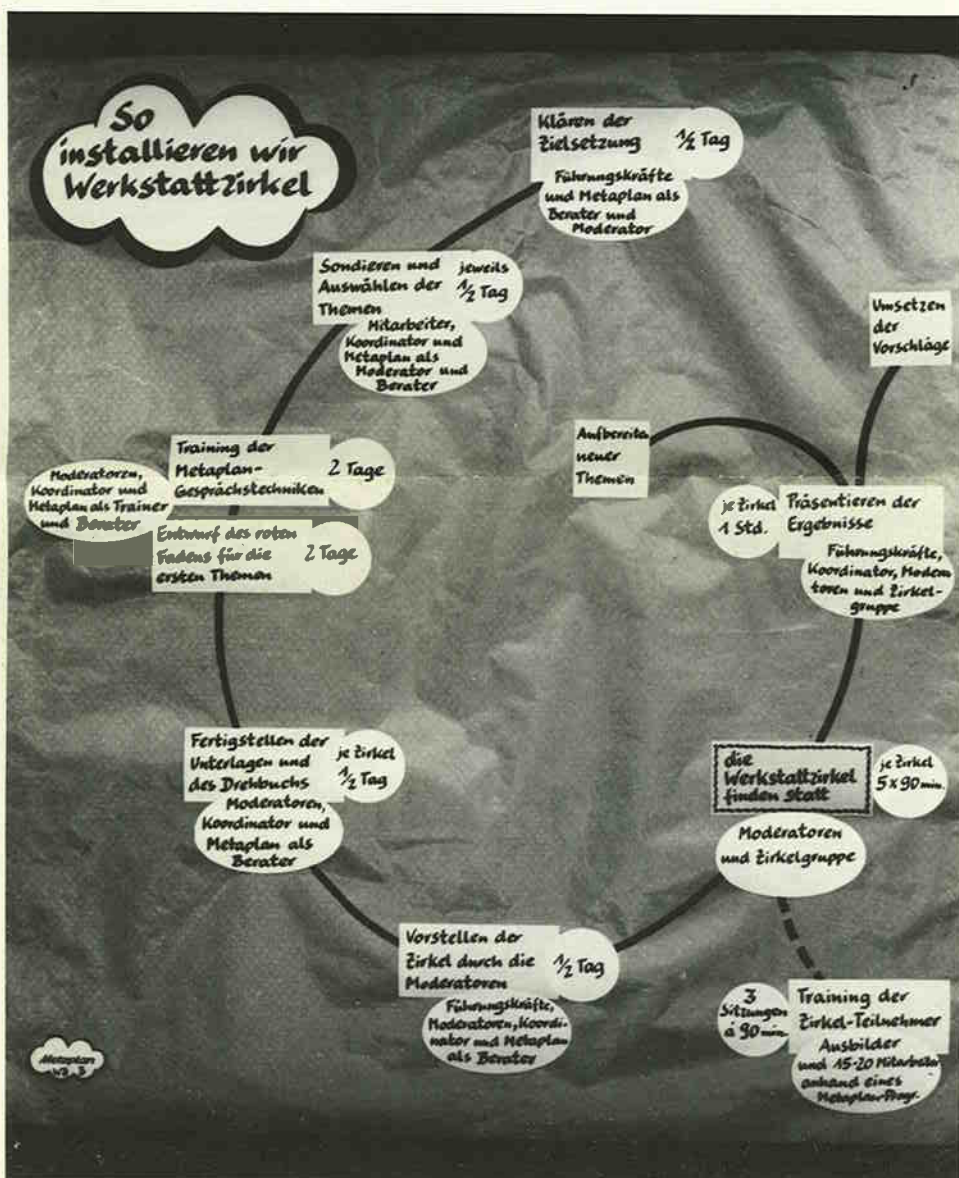 So
installieren wir
Werkstattzirkel
Klären der
Zielsetzung
1/2 Tag
Führungskräfte
und Metaplan als
Berater und
Moderator
Sondieren und
Auswählen der
Themen
jeweils
1/2 Tag
Mitarbeiter,
Koordinator und
Metaplan als
Moderator und
Berater
Training der
Metaplan-
Gesprächstechniken
2 Tage
Moderatoren,
Koordinator und
Metaplan als Trainer
und Berater
Entwurf des roten
Fadens für die
ersten Themen
2 Tage
Fertigstellen der
Unterlagen und
des Drehbuchs
je Zirkel
1/2 Tag
Moderatoren,
Koordinator und
Metaplan als
Berater
Vorstellen der
Zirkel durch die
Moderatoren
1/2 Tag
Führungskräfte,
Moderatoren, Koordi-
nator und Metaplan
als Berater
die
Werkstattzirkel
finden statt
je Zirkel
5 x 90 min.
Moderatoren
und Zirkelgruppe
3
Sitzungen
à 90 min.
Training der
Zirkel-Teilnehmer
Ausbilder
und 15-20 Mitarbeiter
anhand eines
Metaplan-Progr.
je Zirkel
1 Std.
Präsentieren der
Ergebnisse
Führungskräfte,
Koordinator, Modera
toren und Zirkel-
gruppe
Aufbereiten
neuer
Themen
Umsetzen
der
Vorschläge
Metaplan